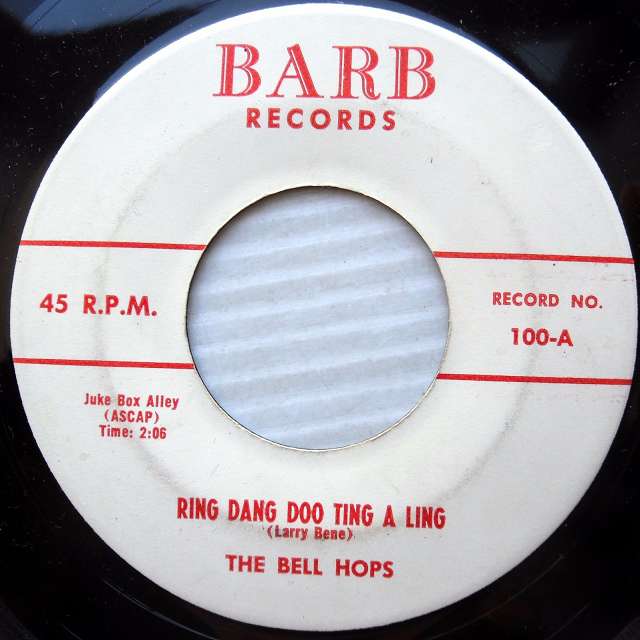 BARB
RECORDS
45 R.P.M.
RECORD NO.
100-A
Juke Box Alley
(ASCAP)
Time: 2:06
RING DANG DOO TING A LING
(Larry Bene)
THE BELL HOPS